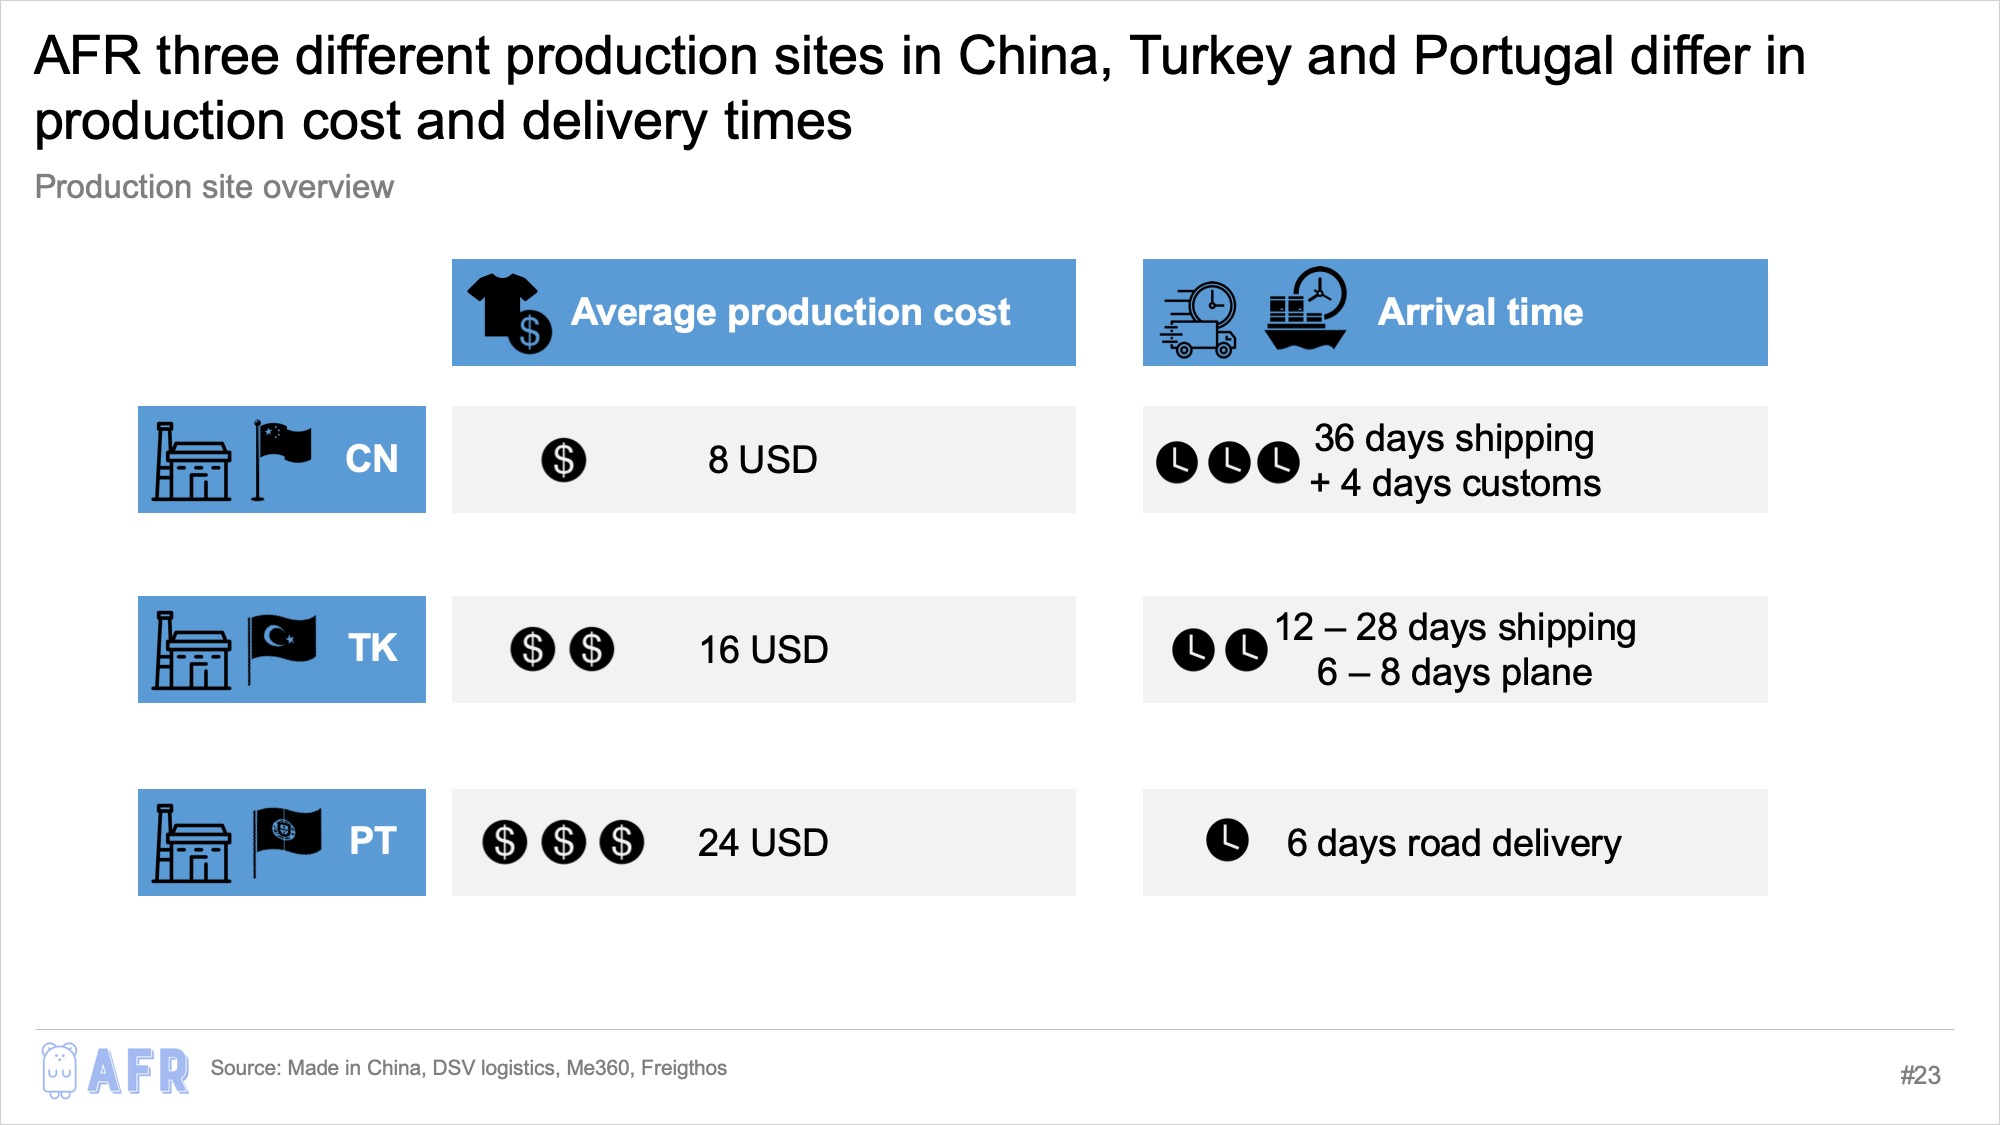 AFR three different production sites in China, Turkey and Portugal differ in
production cost and delivery times
Production site overview
Average production cost
Arrival time
CN
8 USD
36 days shipping
+ 4 days customs
TK
16 USD
12 – 28 days shipping
6 – 8 days plane
PT
24 USD
6 days road delivery
AFR
Source: Made in China, DSV logistics, Me360, Freigthos
#23